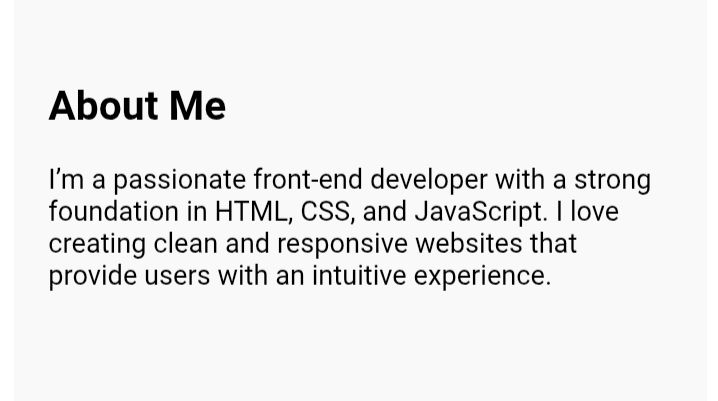 About Me
I’m a passionate front-end developer with a strong
foundation in HTML, CSS, and JavaScript. I love
creating clean and responsive websites that
provide users with an intuitive experience.